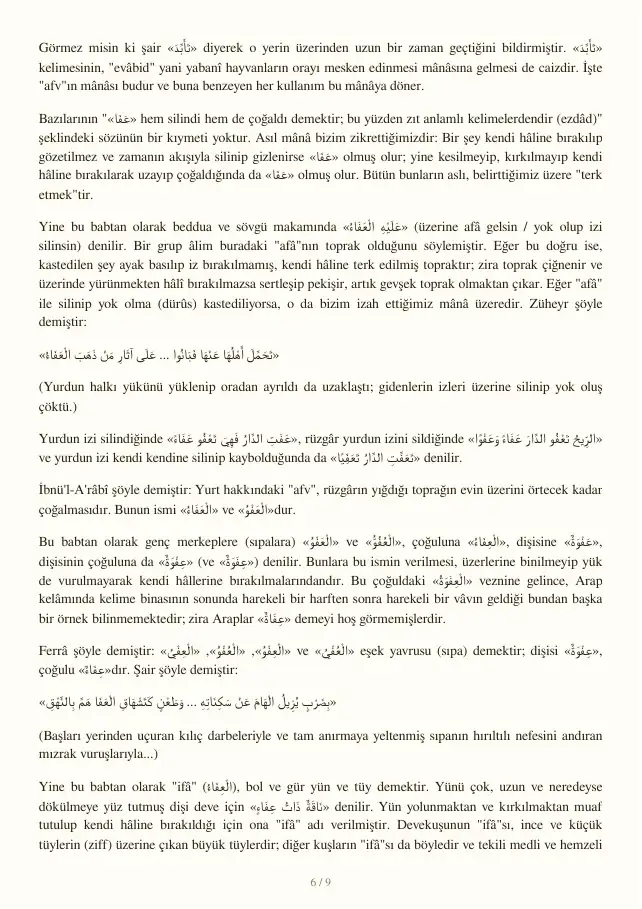 Görmez misin ki şair «تَأَبَّدَ» diyerek o yerin üzerinden uzun bir zaman geçtiğini bildirmiştir. «تَأَبَّدَ»
kelimesinin, "evâbid" yani yabanî hayvanların orayı mesken edinmesi mânâsına gelmesi de caizdir. İşte
"afv"ın mânâsı budur ve buna benzeyen her kullanım bu mânâya döner.
Bazılarının "«عَفَا» hem silindi hem de çoğaldı demektir; bu yüzden zıt anlamlı kelimelerdendir (ezdâd)"
şeklindeki sözünün bir kıymeti yoktur. Asıl mânâ bizim zikrettiğimizdir: Bir şey kendi hâline bırakılıp
gözetilmez ve zamanın akışıyla silinip gizlenirse «عَفَا» olmuş olur; yine kesilmeyip, kırkılmayıp kendi
hâline bırakılarak uzayıp çoğaldığında da «عَفَا» olmuş olur. Bütün bunların aslı, belirttiğimiz üzere "terk
etmek"tir.
Yine bu babtan olarak beddua ve sövgü makamında «عَلَيْهِ الْعَفَاءُ» (üzerine afâ gelsin / yok olup izi
silinsin) denilir. Bir grup âlim buradaki "afâ"nın toprak olduğunu söylemiştir. Eğer bu doğru ise,
kastedilen şey ayak basılıp iz bırakılmamış, kendi hâline terk edilmiş topraktır; zira toprak çiğnenir ve
üzerinde yürünmekten hâlî bırakılmazsa sertleşip pekişir, artık gevşek toprak olmaktan çıkar. Eğer "afâ"
ile silinip yok olma (dürûs) kastediliyorsa, o da bizim izah ettiğimiz mânâ üzeredir. Züheyr şöyle
demiştir:
«تَحَمَّلَ أَهْلُهَا عَنْهَا فَبَانُوا ... عَلَى آثَارِ مَنْ ذَهَبَ الْعَفَاءُ»
(Yurdun halkı yükünü yüklenip oradan ayrıldı da uzaklaştı; gidenlerin izleri üzerine silinip yok oluş
çöktü.)
Yurdun izi silindiğinde «عَفَتِ الدَّارُ فَهِيَ تَعْفُو عَفَاءً», rüzgâr yurdun izini sildiğinde «الرِّيحُ تَعْفُو الدَّارَ عَفَاءً وَعَفْوًا»
ve yurdun izi kendi kendine silinip kaybolduğunda da «تَعَفَّتِ الدَّارُ تَعَفِّيًا» denilir.
İbnü'l-A'râbî şöyle demiştir: Yurt hakkındaki "afv", rüzgârın yığdığı toprağın evin üzerini örtecek kadar
çoğalmasıdır. Bunun ismi «الْعَفَاءُ» ve «الْعَفْوُ»dur.
Bu babtan olarak genç merkeplere (sıpalara) «الْعَفْوُ» ve «الْعُفُوُّ», çoğuluna «الْعِفَاءُ», dişisine «عَفْوَةٌ»,
dişisinin çoğuluna da «عِفْوَةٌ» (ve «عِفَوَةٌ») denilir. Bunlara bu ismin verilmesi, üzerlerine binilmeyip yük
de vurulmayarak kendi hâllerine bırakılmalarındandır. Bu çoğuldaki «الْعِفَوَةُ» veznine gelince, Arap
kelâmında kelime binasının sonunda harekeli bir harften sonra harekeli bir vâvın geldiği bundan başka
bir örnek bilinmemektedir; zira Araplar «عِفَاةٌ» demeyi hoş görmemişlerdir.
Ferrâ şöyle demiştir: «الْعِفْوُ», «الْعُفْوُ», «الْعِفْيُ» ve «الْعُفْيُ» eşek yavrusu (sıpa) demektir; dişisi «عِفْوَةٌ»,
çoğulu «عِفَاءٌ»dır. Şair şöyle demiştir:
«بِضَرْبٍ يُزِيلُ الْهَامَ عَنْ سَكِنَاتِهِ ... وَطَعْنٍ كَتَشْهَاقِ الْعَفَا هَمَّ بِالنَّهْقِ»
(Başları yerinden uçuran kılıç darbeleriyle ve tam anırmaya yeltenmiş sıpanın hırıltılı nefesini andıran
mızrak vuruşlarıyla...)
Yine bu babtan olarak "ifâ" (الْعِفَاءُ), bol ve gür yün ve tüy demektir. Yünü çok, uzun ve neredeyse
dökülmeye yüz tutmuş dişi deve için «نَاقَةٌ ذَاتُ عِفَاءٍ» denilir. Yün yolunmaktan ve kırkılmaktan muaf
tutulup kendi hâline bırakıldığı için ona "ifâ" adı verilmiştir. Devekuşunun "ifâ"sı, ince ve küçük
tüylerin (ziff) üzerine çıkan büyük tüylerdir; diğer kuşların "ifâ"sı da böyledir ve tekili medli ve hemzeli
6 / 9